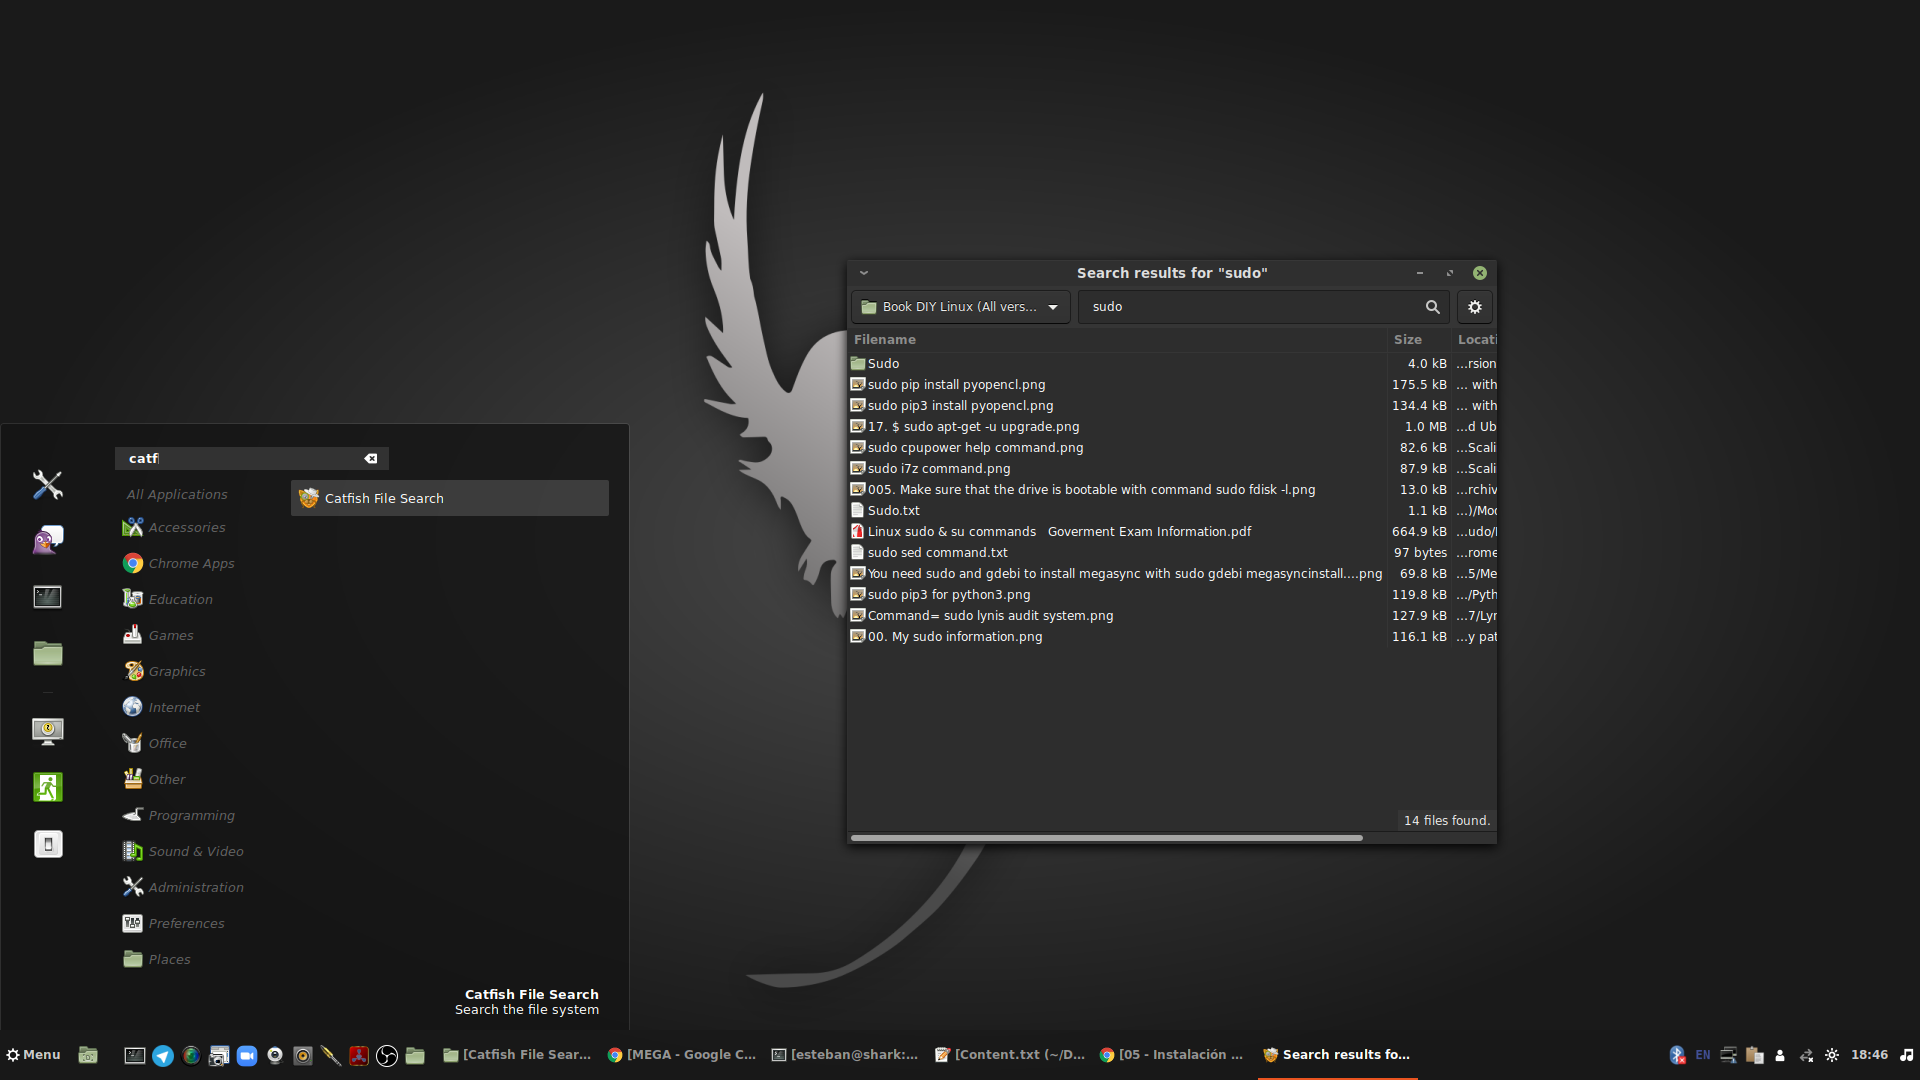 Search results for "sudo"
Book DIY Linux (All vers...
sudo
Filename Size Locati
Sudo 4.0 kB ...rsion
sudo pip install pyopencl.png 175.5 kB ... with
sudo pip3 install pyopencl.png 134.4 kB ... with
17. $ sudo apt-get -u upgrade.png 1.0 MB ...d Ub
sudo cpupower help command.png 82.6 kB ...Scali
sudo i7z command.png 87.9 kB ...Scali
005. Make sure that the drive is bootable with command sudo fdisk -l.png 13.0 kB ...rchiv
Sudo.txt 1.1 kB ...)/Moc
Linux sudo & su commands   Goverment Exam Information.pdf 664.9 kB ...udo/
sudo sed command.txt 97 bytes ...rome
You need sudo and gdebi to install megasync with sudo gdebi megasyncinstall....png 69.8 kB ...5/Me
sudo pip3 for python3.png 119.8 kB .../Pyth
Command= sudo lynis audit system.png 127.9 kB ...7/Lyr
00. My sudo information.png 116.1 kB ...y pat
14 files found.
catf
All Applications
Catfish File Search
Accessories
Chrome Apps
Education
Games
Graphics
Internet
Office
Other
Programming
Sound & Video
Administration
Preferences
Places
Catfish File Search
Search the file system
Menu
[Catfish File Sear...
[MEGA - Google C...
[esteban@shark:...
[Content.txt (~/D...
[05 - Instalación ...
Search results fo...
EN
18:46